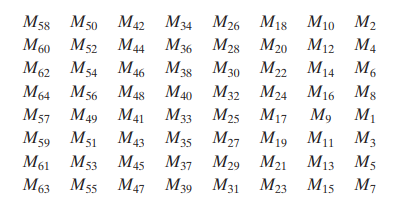 M₅₈ M₅₀ M₄₂ M₃₄ M₂₆ M₁₈ M₁₀ M₂
M₆₀ M₅₂ M₄₄ M₃₆ M₂₈ M₂₀ M₁₂ M₄
M₆₂ M₅₄ M₄₆ M₃₈ M₃₀ M₂₂ M₁₄ M₆
M₆₄ M₅₆ M₄₈ M₄₀ M₃₂ M₂₄ M₁₆ M₈
M₅₇ M₄₉ M₄₁ M₃₃ M₂₅ M₁₇ M₉ M₁
M₅₉ M₅₁ M₄₃ M₃₅ M₂₇ M₁₉ M₁₁ M₃
M₆₁ M₅₃ M₄₅ M₃₇ M₂₉ M₂₁ M₁₃ M₅
M₆₃ M₅₅ M₄₇ M₃₉ M₃₁ M₂₃ M₁₅ M₇